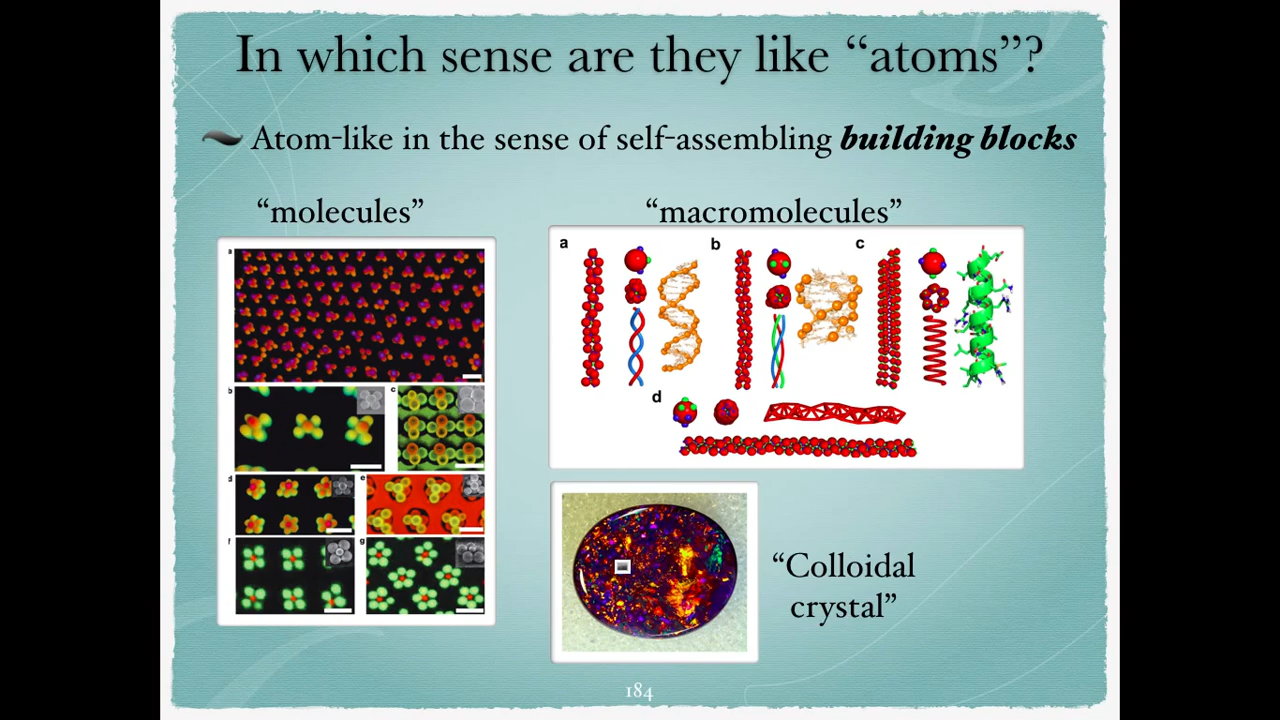 In which sense are they like “atoms”?
Atom-like in the sense of self-assembling building blocks
“molecules”
“macromolecules”
a
b
c
d
e
f
g
a
b
c
d
“Colloidal
crystal”
184